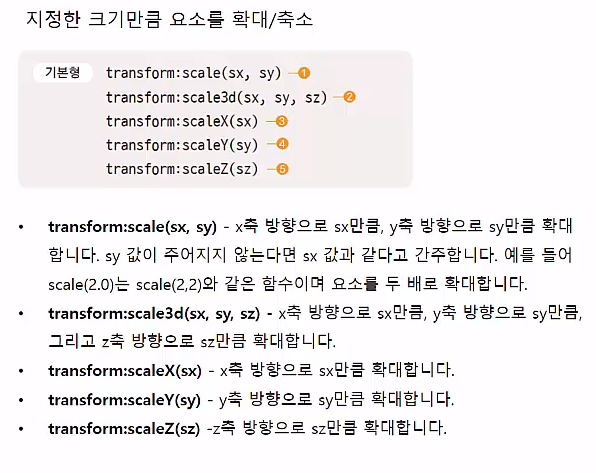 지정한 크기만큼 요소를 확대/축소
기본형 transform:scale(sx, sy) ①
transform:scale3d(sx, sy, sz) ②
transform:scaleX(sx) ③
transform:scaleY(sy) ④
transform:scaleZ(sz) ⑤
• transform:scale(sx, sy) - x축 방향으로 sx만큼, y축 방향으로 sy만큼 확대
합니다. sy 값이 주어지지 않는다면 sx 값과 같다고 간주합니다. 예를 들어
scale(2.0)는 scale(2,2)와 같은 함수이며 요소를 두 배로 확대합니다.
• transform:scale3d(sx, sy, sz) - x축 방향으로 sx만큼, y축 방향으로 sy만큼,
그리고 z축 방향으로 sz만큼 확대합니다.
• transform:scaleX(sx) - x축 방향으로 sx만큼 확대합니다.
• transform:scaleY(sy) - y축 방향으로 sy만큼 확대합니다.
• transform:scaleZ(sz) -z축 방향으로 sz만큼 확대합니다.